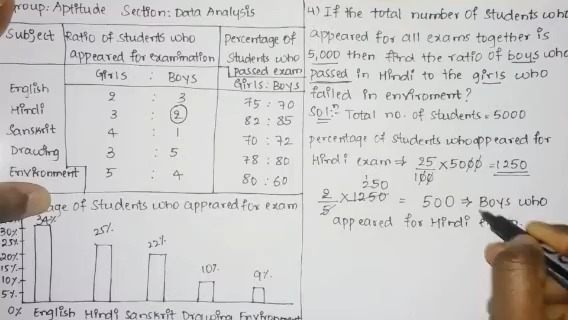 roup: Aptitude Section: Data Analysis
Subject Ratio of Students who appeared for examination Percentage of Students who passed exam
Girls : Boys Girls : Boys
English 2 : 3 75 : 70
Hindi 3 : 2 82 : 85
Sanskrit 4 : 1 70 : 72
Drawing 3 : 5 78 : 80
Environment 5 : 4 80 : 60
age of Students who appeared for exam
34% 25% 22% 10% 9%
30%
25%
20%
15%
10%
5%
0% English Hindi Sanskrit Drawing Environ
4) If the total number of students who
appeared for all exams together is
5,000 then find the ratio of boys who
passed in Hindi to the girls who
failed in enviroment?
Sol:n Total no. of students = 5000
percentage of students who appeared for
Hindi exam ⇒ 25/100 × 5000 = 1250
2/5 × 1250 250 = 500 ⇒ Boys who
appeared for Hindi